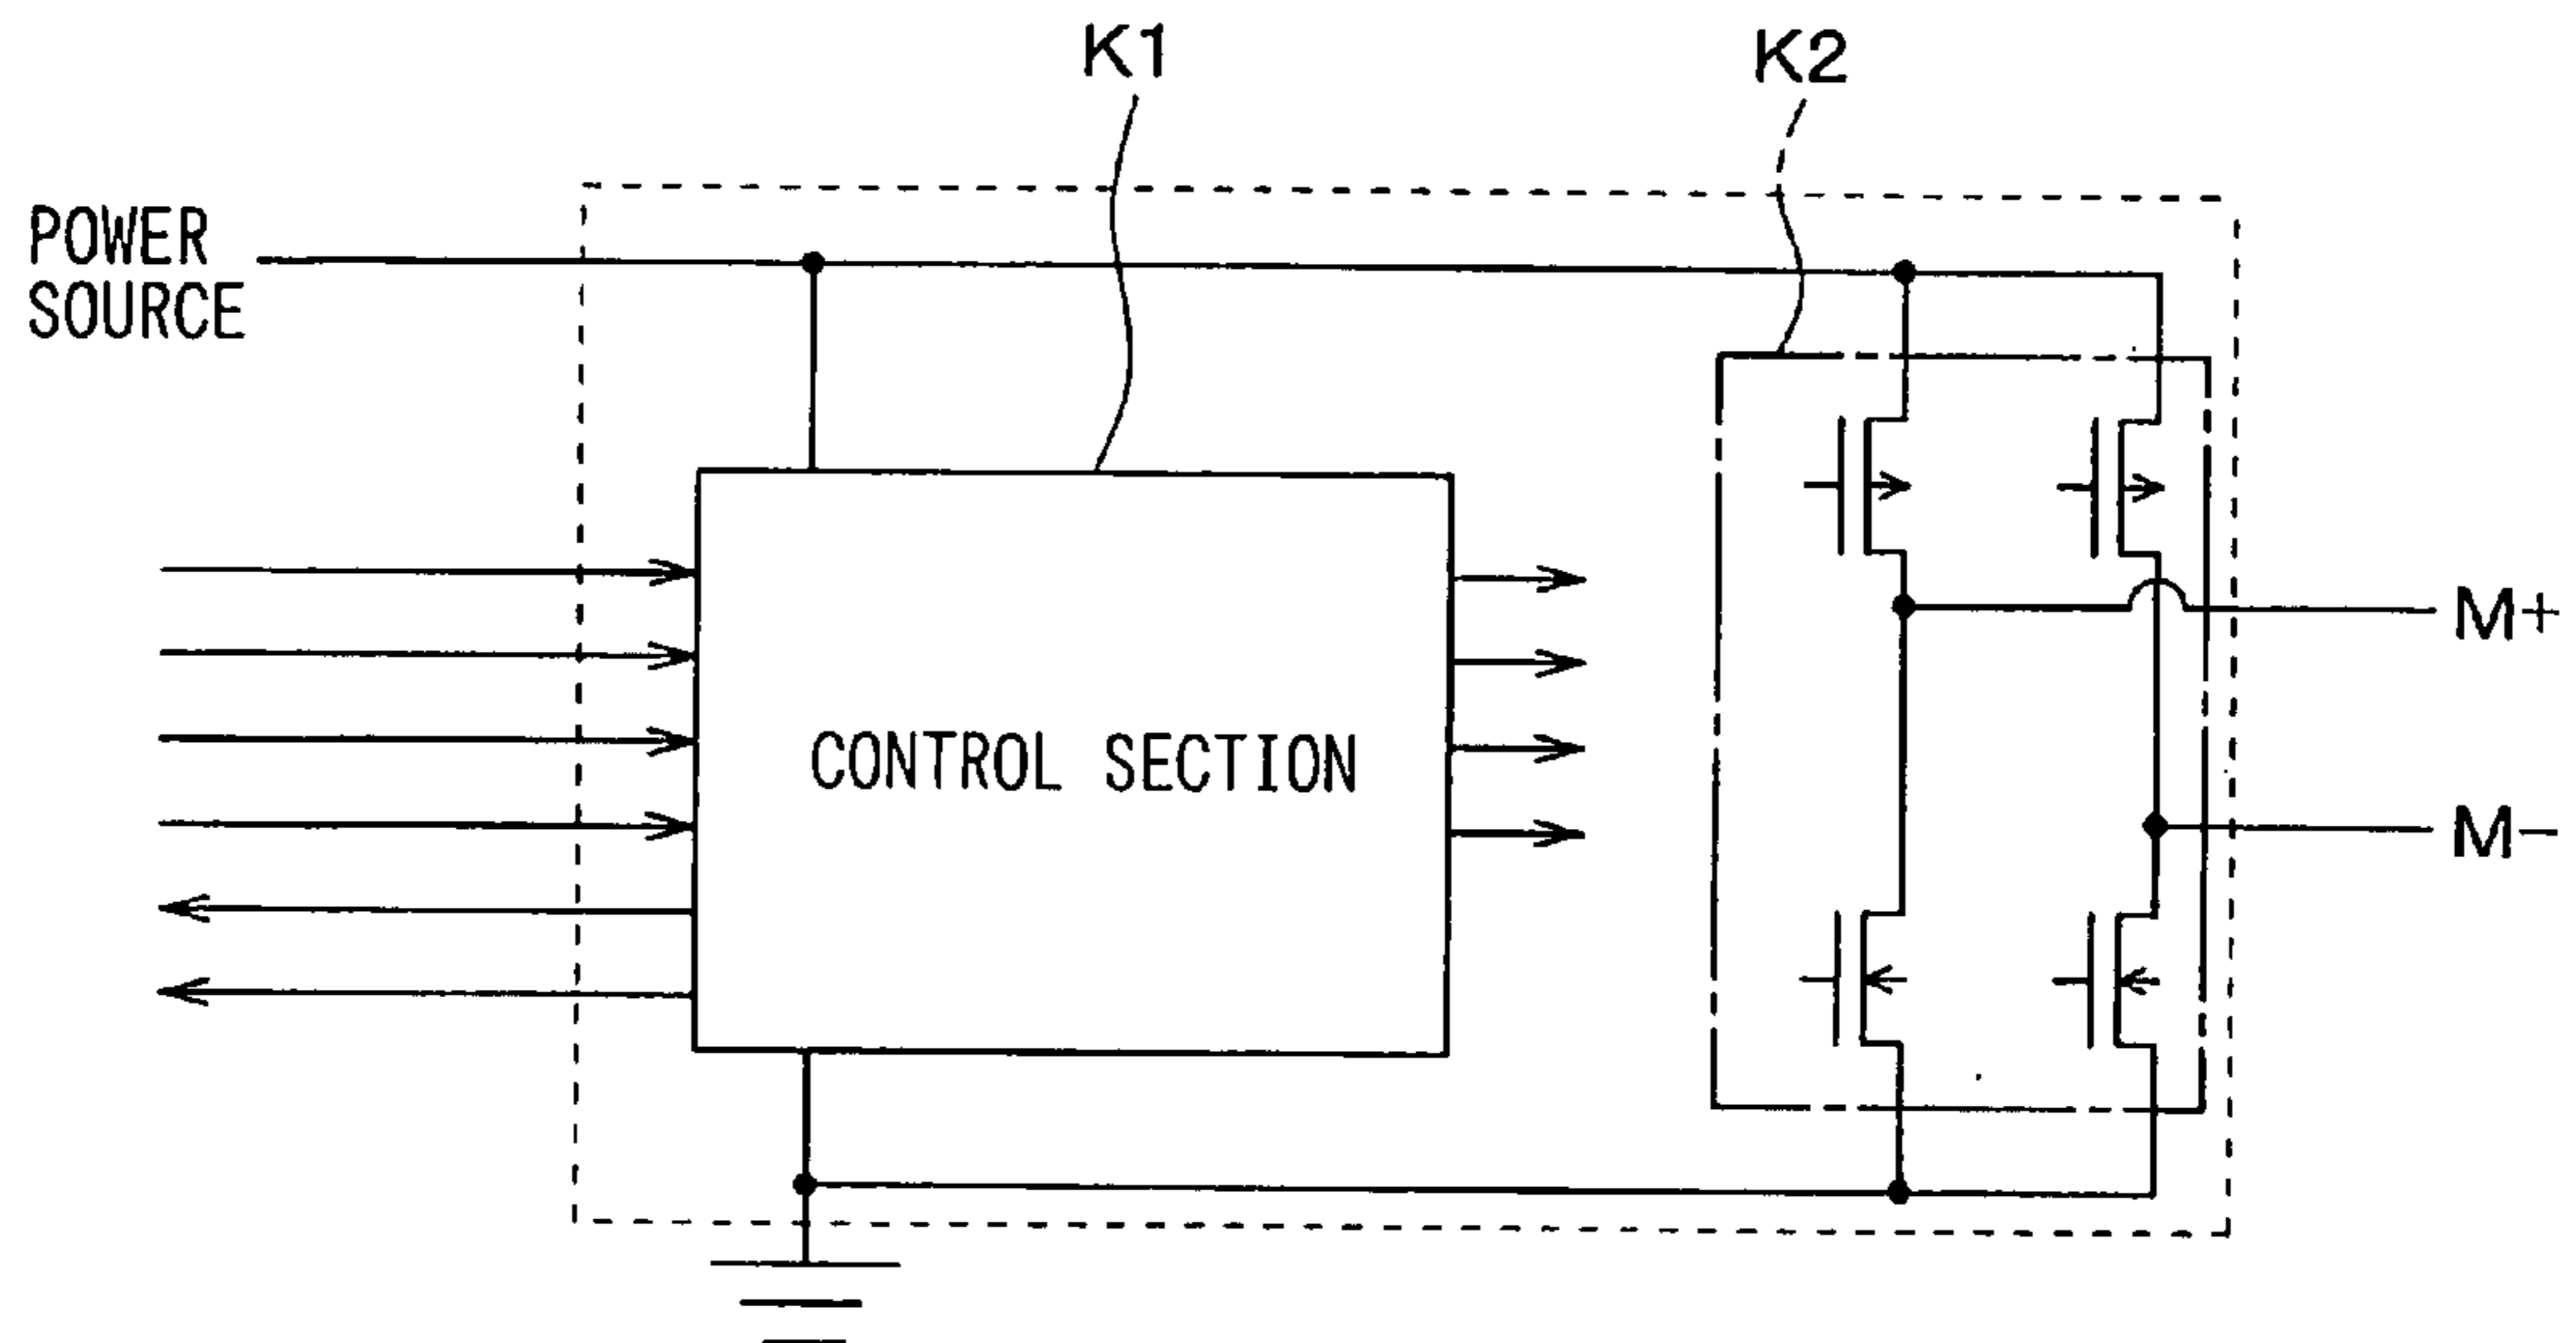 K1
K2
POWER
SOURCE
CONTROL SECTION
M+
M−